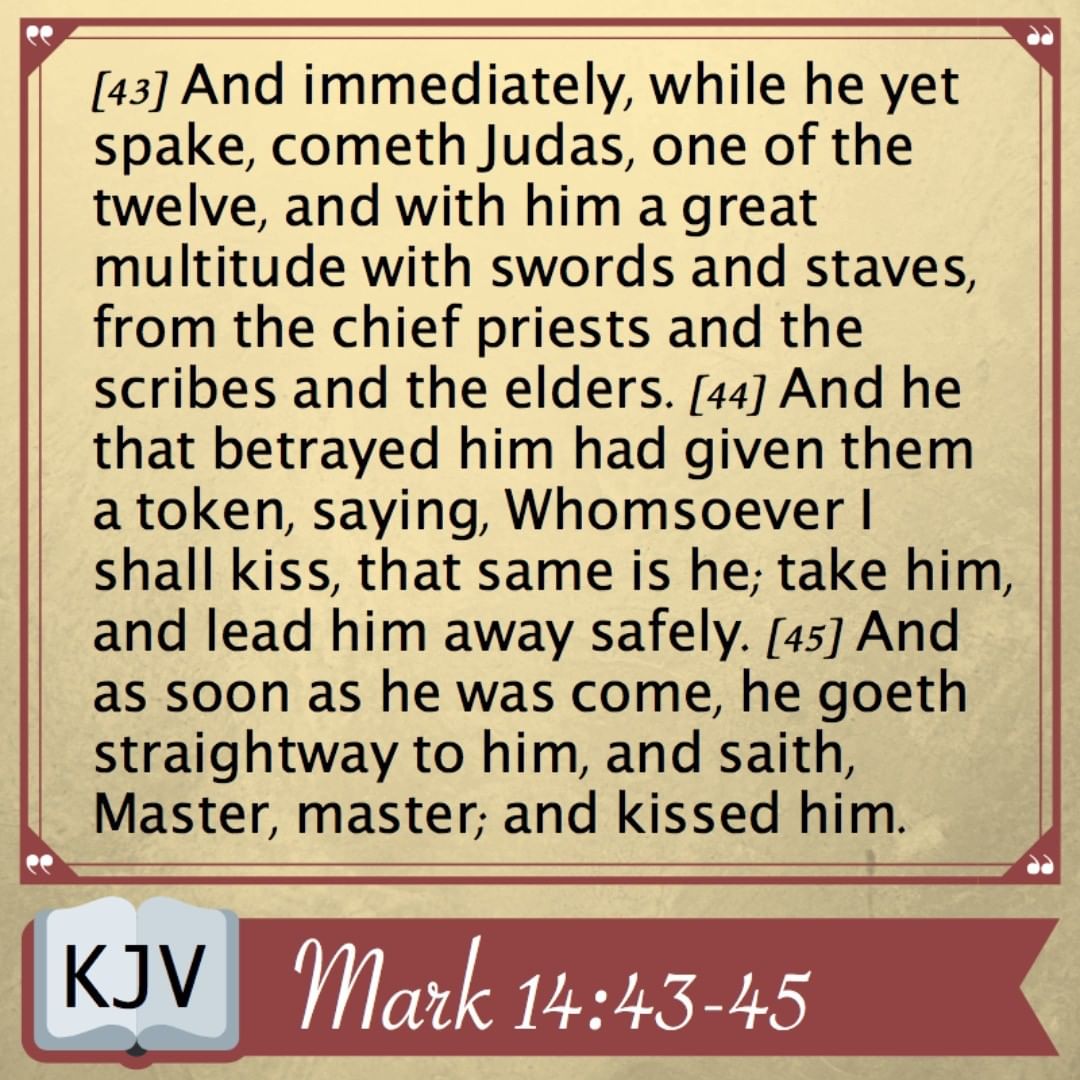 [43] And immediately, while he yet
spake, cometh Judas, one of the
twelve, and with him a great
multitude with swords and staves,
from the chief priests and the
scribes and the elders. [44] And he
that betrayed him had given them
a token, saying, Whomsoever I
shall kiss, that same is he; take him,
and lead him away safely. [45] And
as soon as he was come, he goeth
straightway to him, and saith,
Master, master; and kissed him.
KJV
Mark 14:43-45